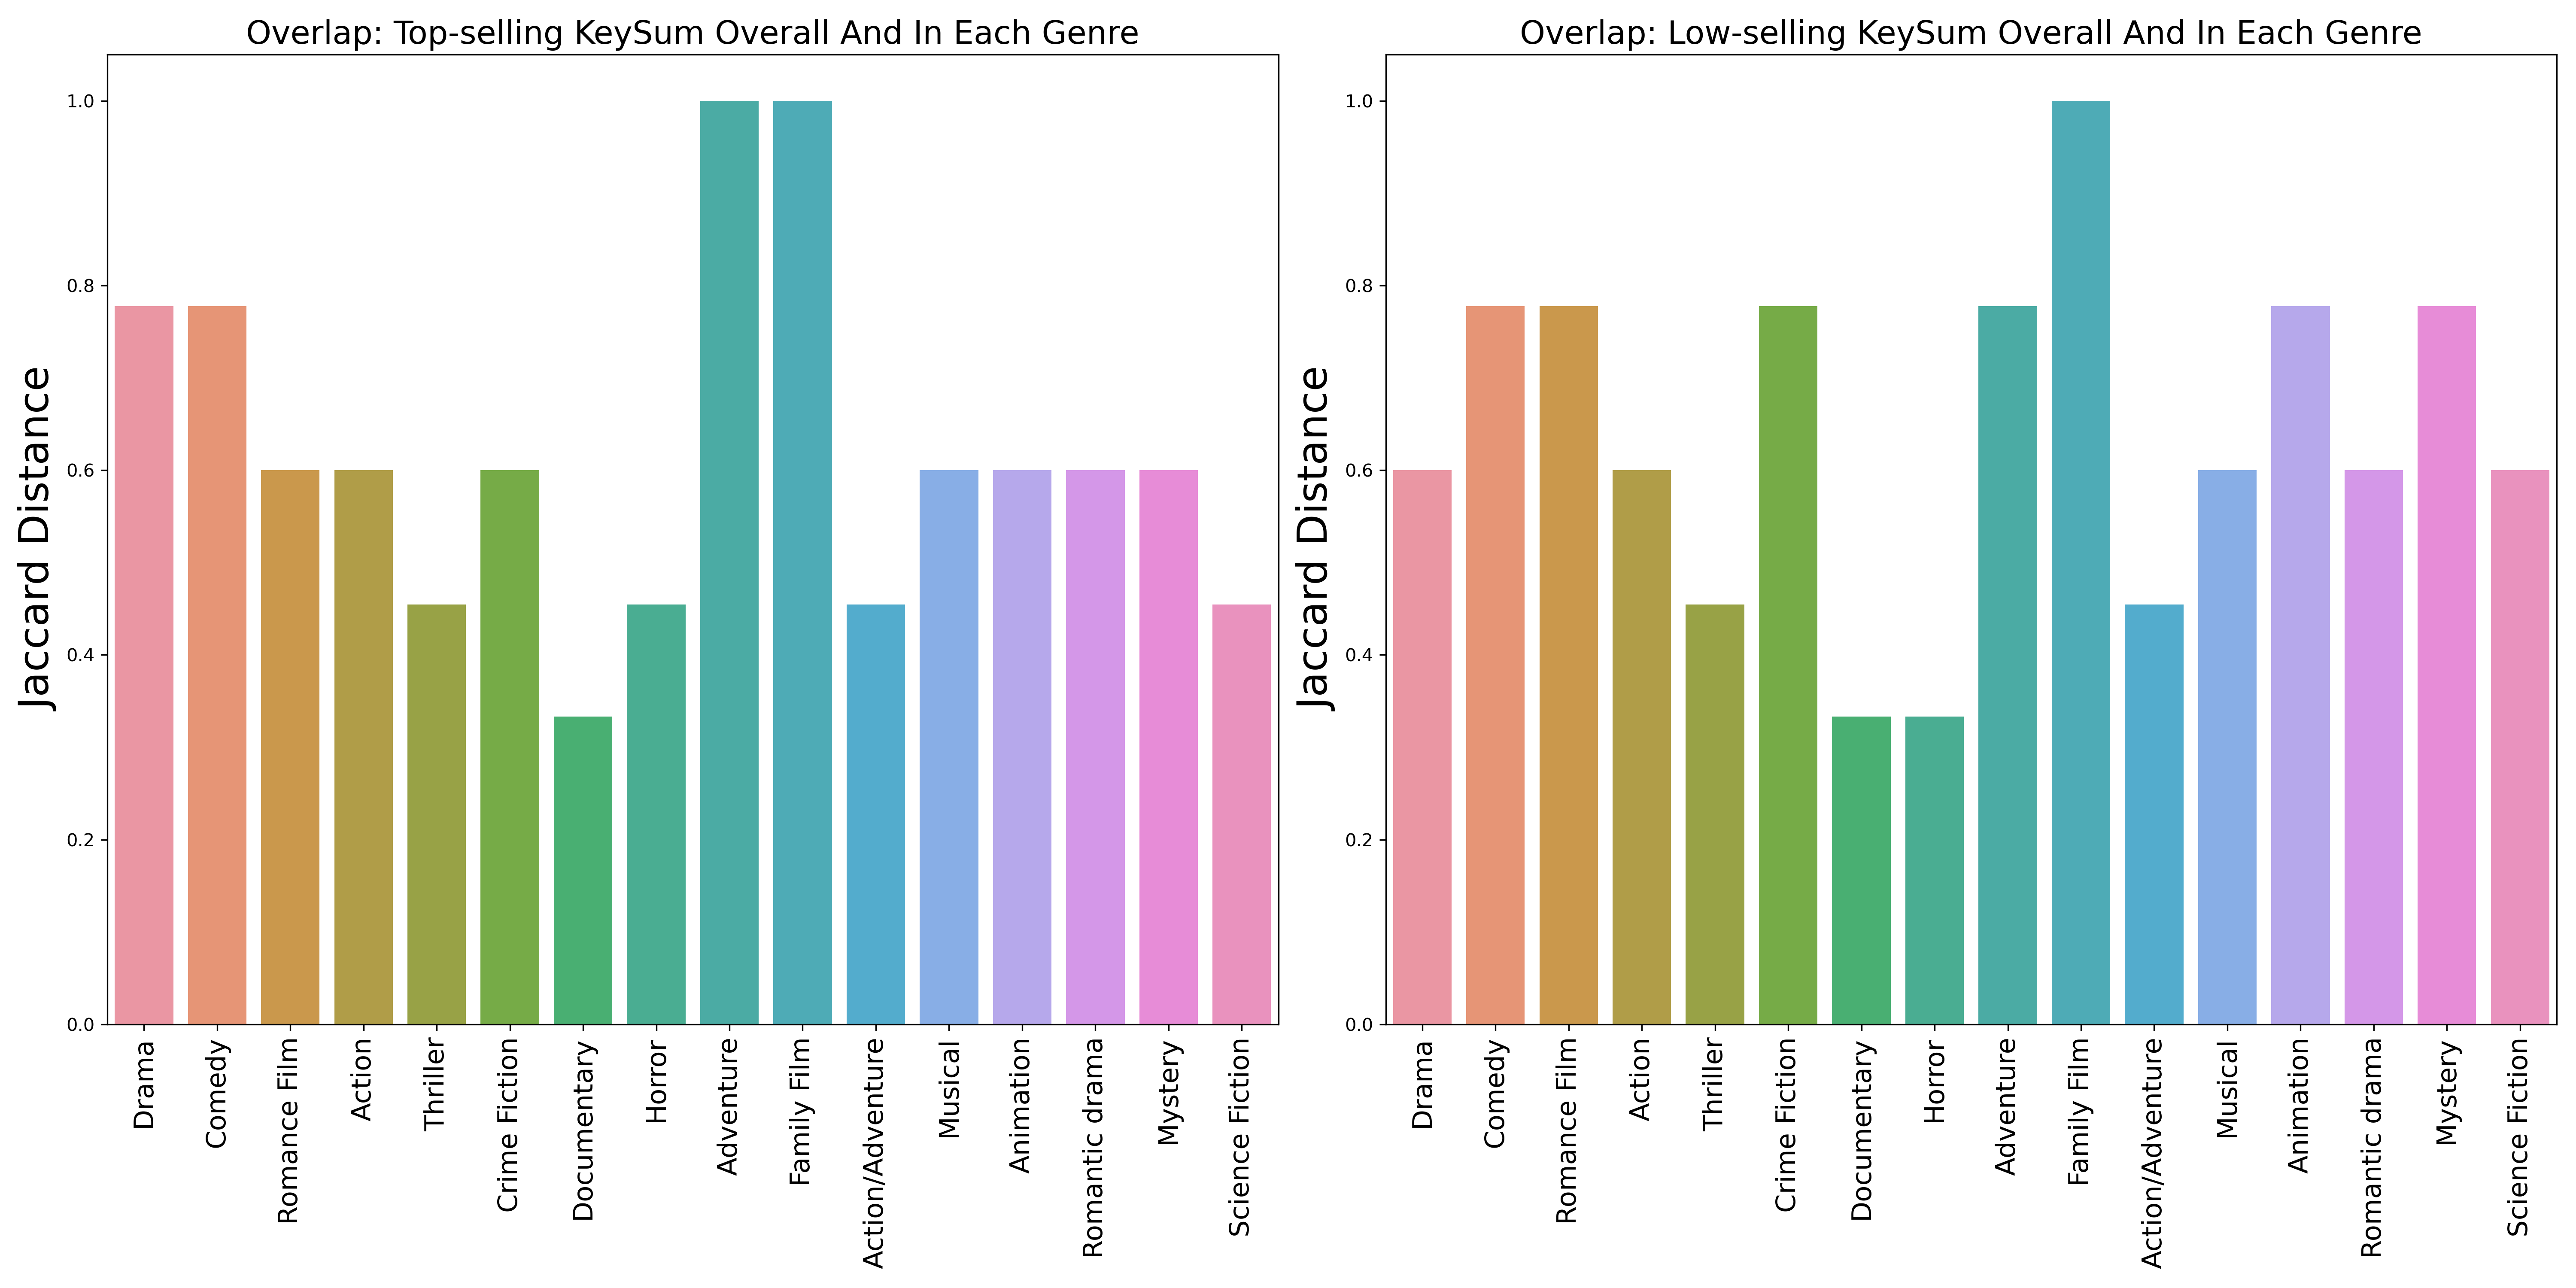 Overlap: Top-selling KeySum Overall And In Each Genre
Jaccard Distance
1.0
0.8
0.6
0.4
0.2
0.0
Drama
Comedy
Romance Film
Action
Thriller
Crime Fiction
Documentary
Horror
Adventure
Family Film
Action/Adventure
Musical
Animation
Romantic drama
Mystery
Science Fiction
Overlap: Low-selling KeySum Overall And In Each Genre
Jaccard Distance
1.0
0.8
0.6
0.4
0.2
0.0
Drama
Comedy
Romance Film
Action
Thriller
Crime Fiction
Documentary
Horror
Adventure
Family Film
Action/Adventure
Musical
Animation
Romantic drama
Mystery
Science Fiction